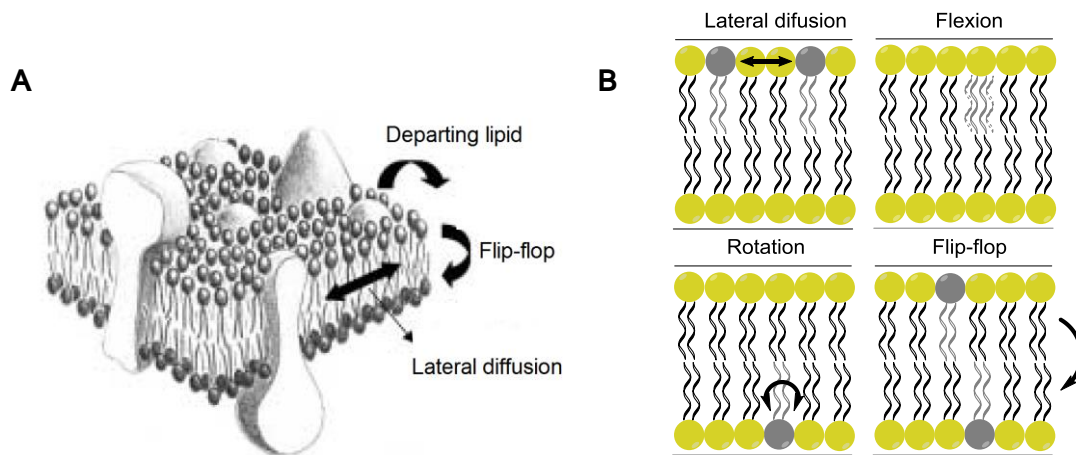 A
Departing lipid
Flip-flop
Lateral diffusion
B
Lateral difusion
Flexion
Rotation
Flip-flop